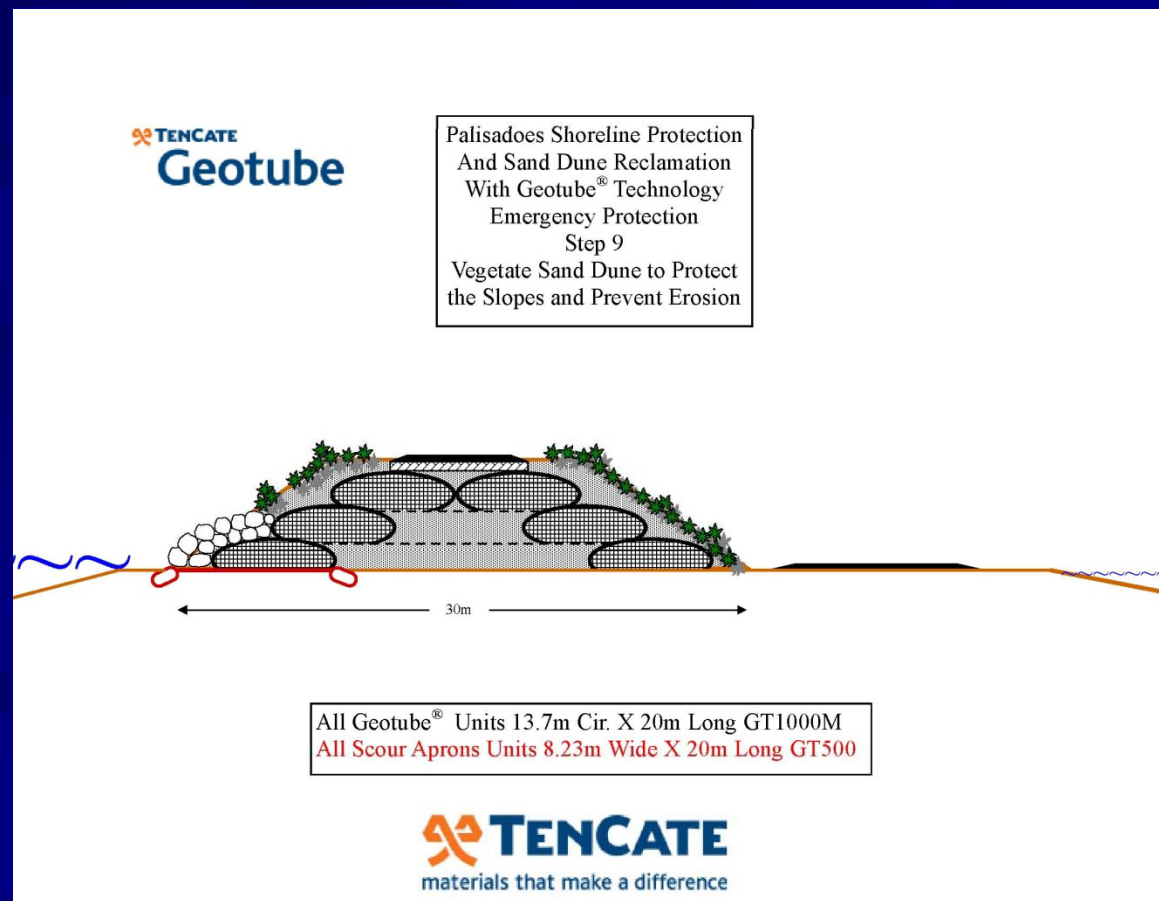 TENCATE
Geotube
Palisadoes Shoreline Protection
And Sand Dune Reclamation
With Geotube® Technology
Emergency Protection
Step 9
Vegetate Sand Dune to Protect
the Slopes and Prevent Erosion
30m
All Geotube® Units 13.7m Cir. X 20m Long GT1000M
All Scour Aprons Units 8.23m Wide X 20m Long GT500
TENCATE
materials that make a difference